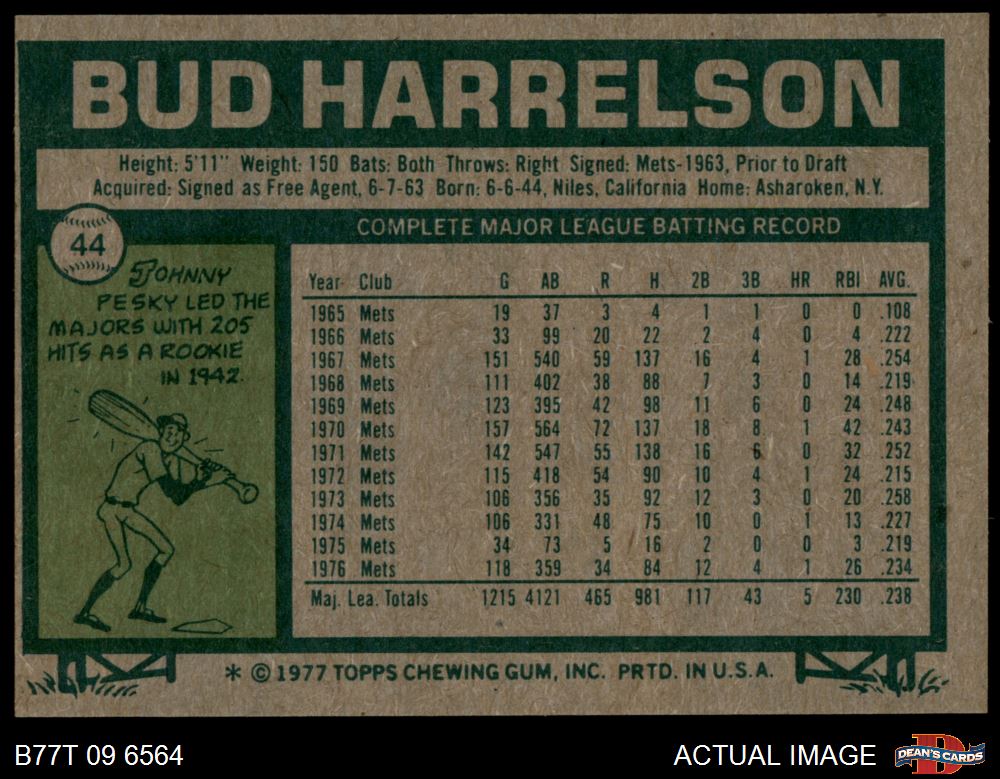 BUD HARRELSON
Height: 5'11" Weight: 150 Bats: Both Throws: Right Signed: Mets-1963, Prior to Draft
Acquired: Signed as Free Agent, 6-7-63 Born: 6-6-44, Niles, California Home: Asharoken, N.Y.
44
JOHNNY
PESKY LED THE
MAJORS WITH 205
HITS AS A ROOKIE
IN 1942.
COMPLETE MAJOR LEAGUE BATTING RECORD
Year Club G AB R H 2B 3B HR RBI AVG.
1965 Mets 19 37 3 4 1 1 0 0 .108
1966 Mets 33 99 20 22 2 4 0 4 .222
1967 Mets 151 540 59 137 16 4 1 28 .254
1968 Mets 111 402 38 88 7 3 0 14 .219
1969 Mets 123 395 42 98 11 6 0 24 .248
1970 Mets 157 564 72 137 18 8 1 42 .243
1971 Mets 142 547 55 138 16 6 0 32 .252
1972 Mets 115 418 54 90 10 4 1 24 .215
1973 Mets 106 356 35 92 12 3 0 20 .258
1974 Mets 106 331 48 75 10 0 1 13 .227
1975 Mets 34 73 5 16 2 0 0 3 .219
1976 Mets 118 359 34 84 12 4 1 26 .234
Maj. Lea. Totals 1215 4121 465 981 117 43 5 230 .238
* © 1977 TOPPS CHEWING GUM, INC. PRTD. IN U.S.A.
B77T 09 6564
ACTUAL IMAGE
D
DEAN'S CARDS